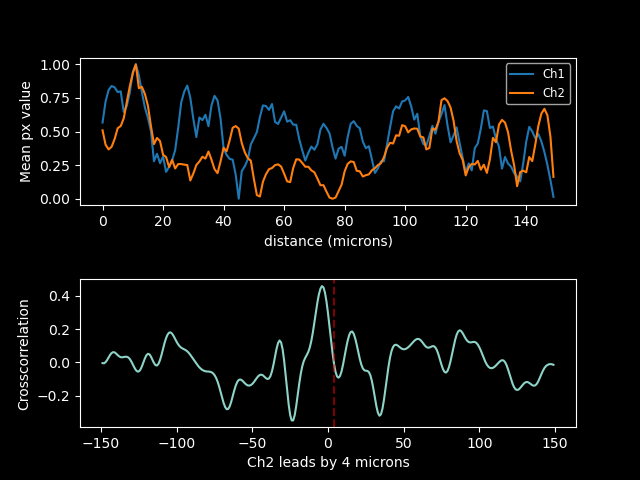 1.00
0.75
0.50
0.25
0.00
Mean px value
Ch1
Ch2
0 20 40 60 80 100 120 140
distance (microns)
0.4
0.2
0.0
−0.2
Crosscorrelation
−150 −100 −50 0 50 100 150
Ch2 leads by 4 microns